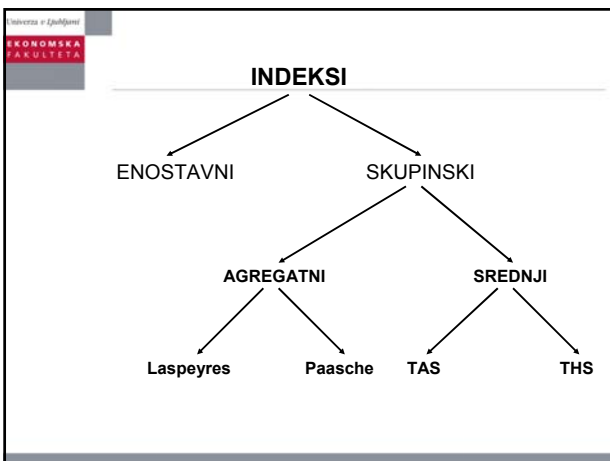 Univerza v Ljubljani
EKONOMSKA
FAKULTETA
INDEKSI
ENOSTAVNI SKUPINSKI
AGREGATNI SREDNJI
Laspeyres Paasche TAS THS